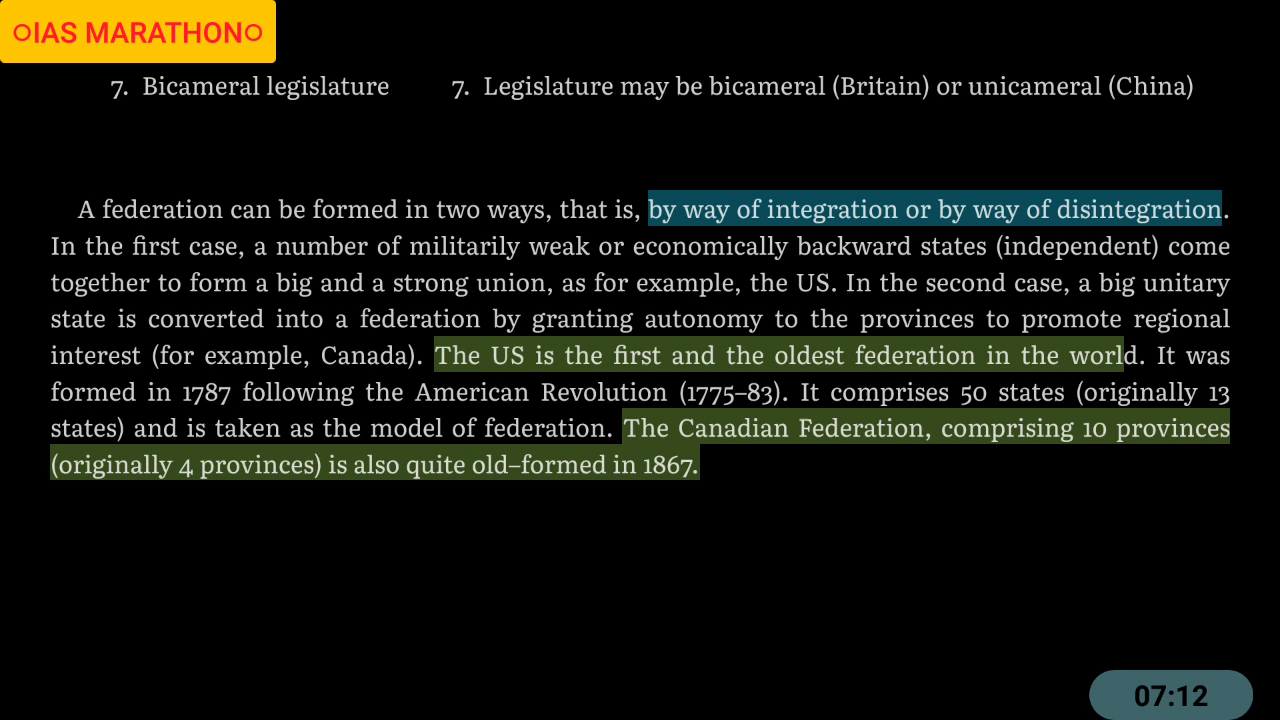 ○IAS MARATHON○
7. Bicameral legislature 7. Legislature may be bicameral (Britain) or unicameral (China)
A federation can be formed in two ways, that is, by way of integration or by way of disintegration.
In the first case, a number of militarily weak or economically backward states (independent) come
together to form a big and a strong union, as for example, the US. In the second case, a big unitary
state is converted into a federation by granting autonomy to the provinces to promote regional
interest (for example, Canada). The US is the first and the oldest federation in the world. It was
formed in 1787 following the American Revolution (1775–83). It comprises 50 states (originally 13
states) and is taken as the model of federation. The Canadian Federation, comprising 10 provinces
(originally 4 provinces) is also quite old–formed in 1867.
07:12